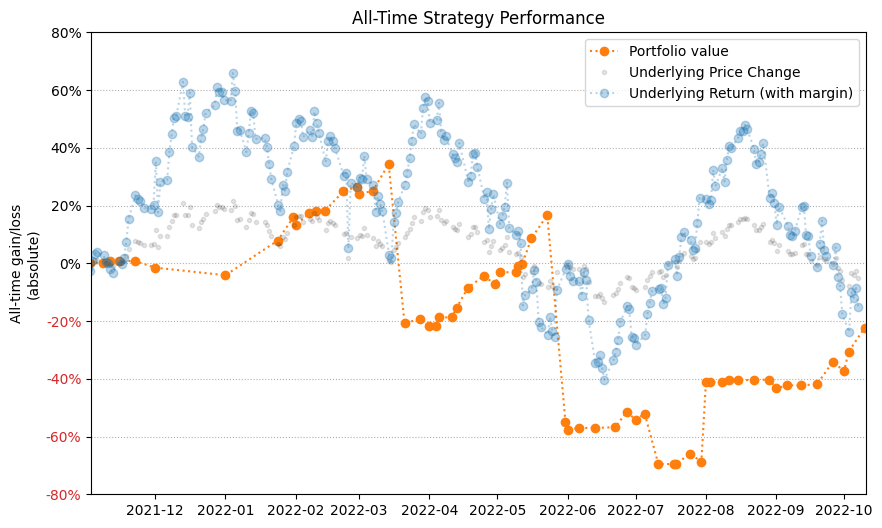 All-Time Strategy Performance
All-time gain/loss
(absolute)
80%
60%
40%
20%
0%
-20%
-40%
-60%
-80%
Portfolio value
Underlying Price Change
Underlying Return (with margin)
2021-12 2022-01 2022-02 2022-03 2022-04 2022-05 2022-06 2022-07 2022-08 2022-09 2022-10